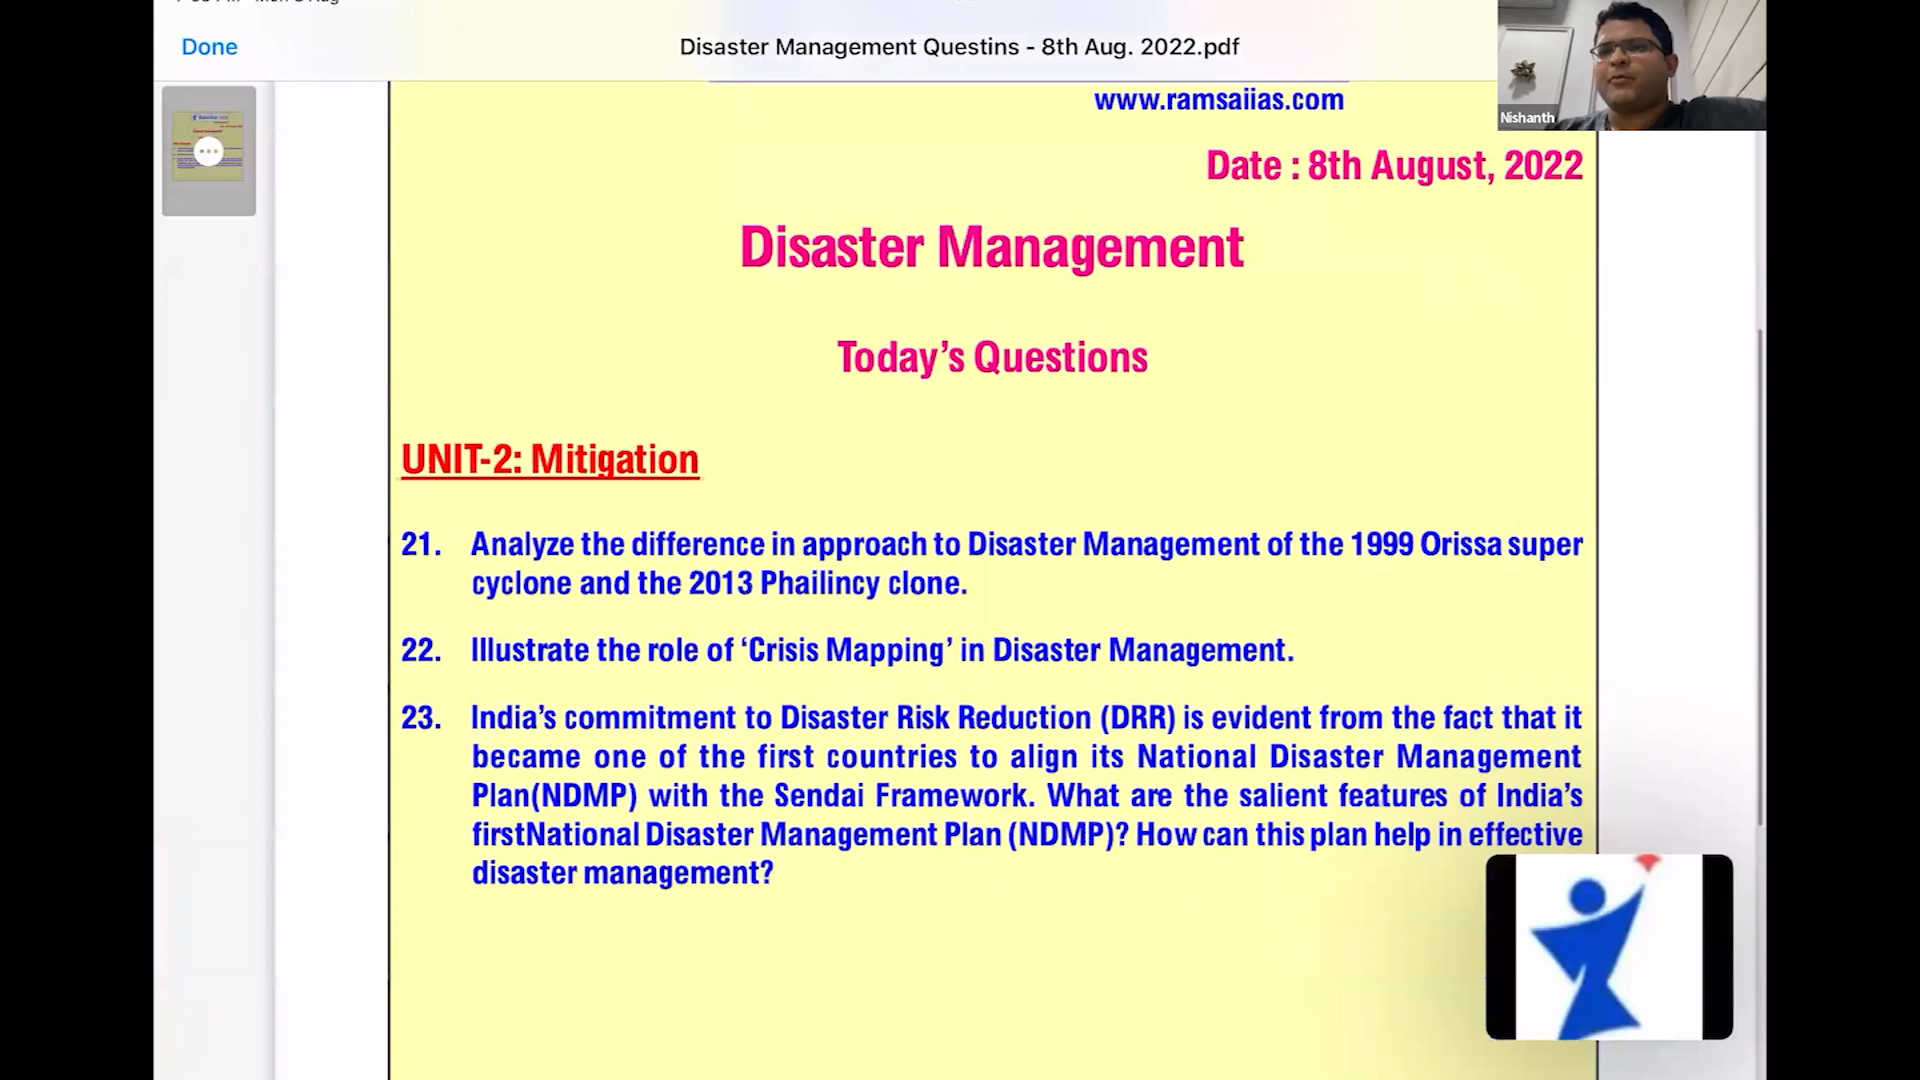 Done
Disaster Management Questins - 8th Aug. 2022.pdf
Nishanth
www.ramsaiias.com
Date : 8th August, 2022
Disaster Management
Today’s Questions
UNIT-2: Mitigation
21. Analyze the difference in approach to Disaster Management of the 1999 Orissa super
cyclone and the 2013 Phailincy clone.
22. Illustrate the role of ‘Crisis Mapping’ in Disaster Management.
23. India’s commitment to Disaster Risk Reduction (DRR) is evident from the fact that it
became one of the first countries to align its National Disaster Management
Plan(NDMP) with the Sendai Framework. What are the salient features of India’s
firstNational Disaster Management Plan (NDMP)? How can this plan help in effective
disaster management?